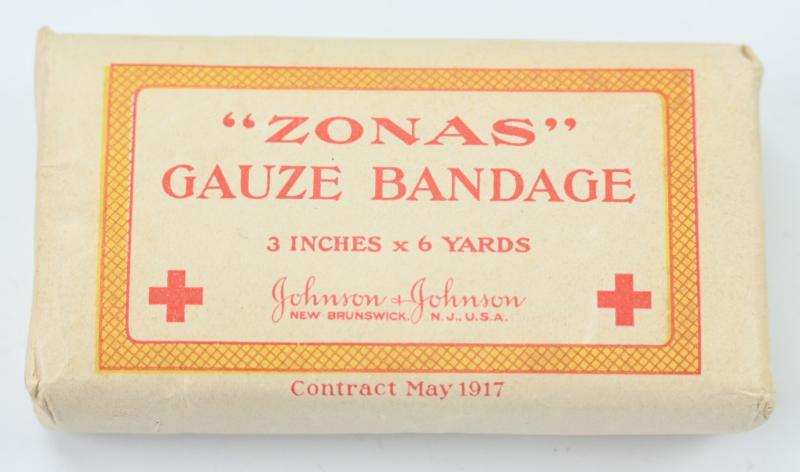 "ZONAS"
GAUZE BANDAGE
3 INCHES x 6 YARDS
Johnson & Johnson
NEW BRUNSWICK, N. J., U.S.A.
Contract May 1917